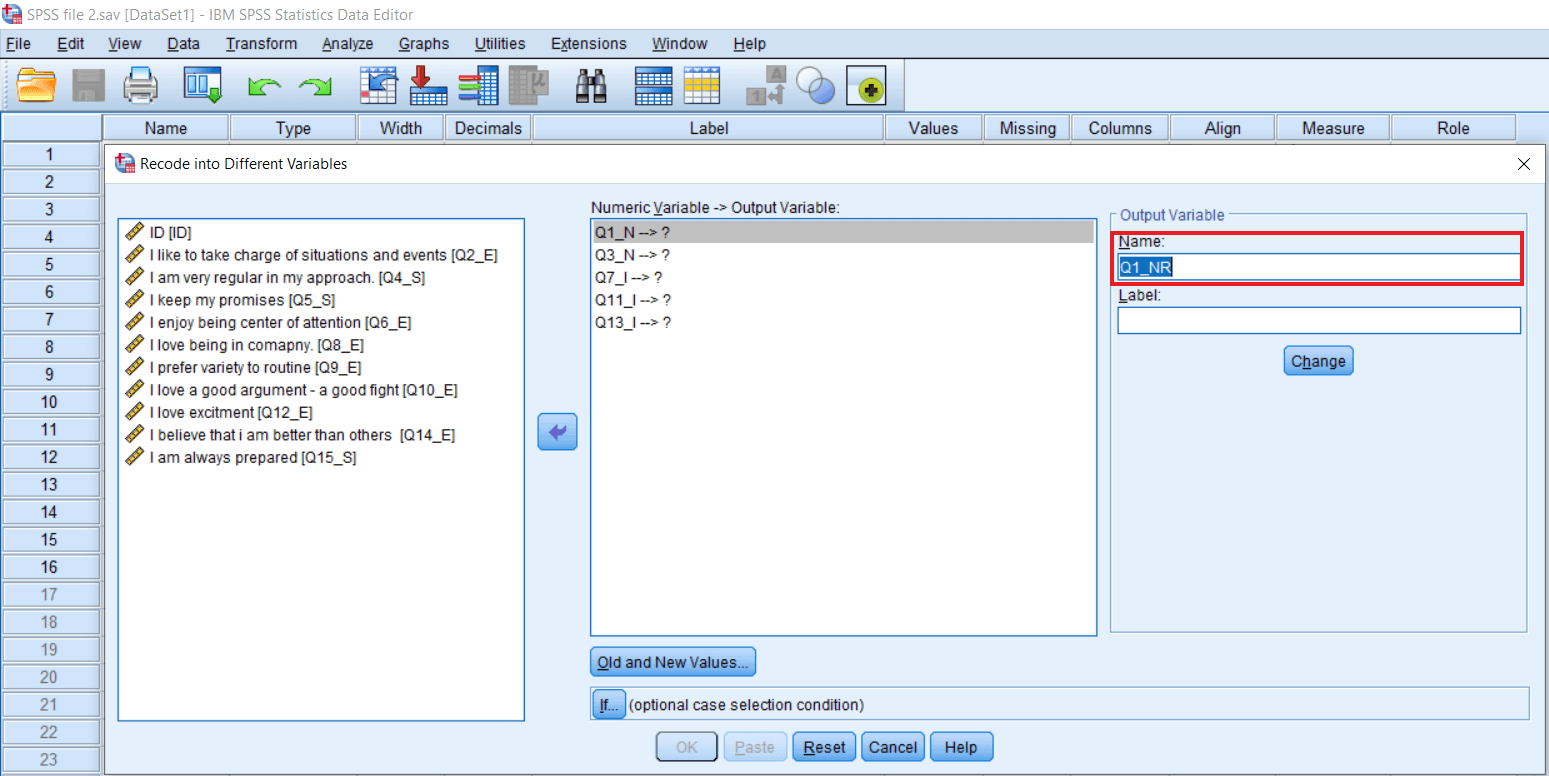 SPSS file 2.sav [DataSet1] - IBM SPSS Statistics Data Editor
File Edit View Data Transform Analyze Graphs Utilities Extensions Window Help
A
µ
1
Name Type Width Decimals Label Values Missing Columns Align Measure Role
1
2
3
4
5
6
7
8
9
10
11
12
13
14
15
16
17
18
19
20
21
22
23
Recode into Different Variables
ID [ID]
I like to take charge of situations and events [Q2_E]
I am very regular in my approach. [Q4_S]
I keep my promises [Q5_S]
I enjoy being center of attention [Q6_E]
I love being in comapny. [Q8_E]
I prefer variety to routine [Q9_E]
I love a good argument - a good fight [Q10_E]
I love excitment [Q12_E]
I believe that i am better than others [Q14_E]
I am always prepared [Q15_S]
Numeric Variable -> Output Variable:
Q1_N --> ?
Q3_N --> ?
Q7_I --> ?
Q11_I --> ?
Q13_I --> ?
Output Variable
Name:
Q1_NR
Label:
Change
Old and New Values...
If... (optional case selection condition)
OK Paste Reset Cancel Help